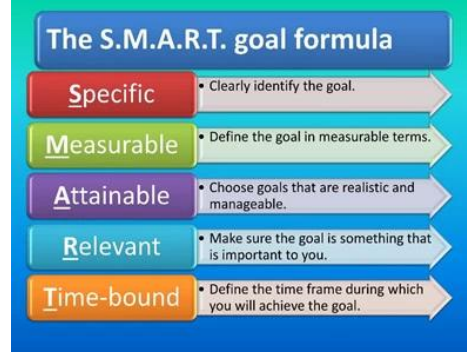 The S.M.A.R.T. goal formula
Specific
• Clearly identify the goal.
Measurable
• Define the goal in measurable terms.
Attainable
• Choose goals that are realistic and
manageable.
Relevant
• Make sure the goal is something that
is important to you.
Time-bound
• Define the time frame during which
you will achieve the goal.